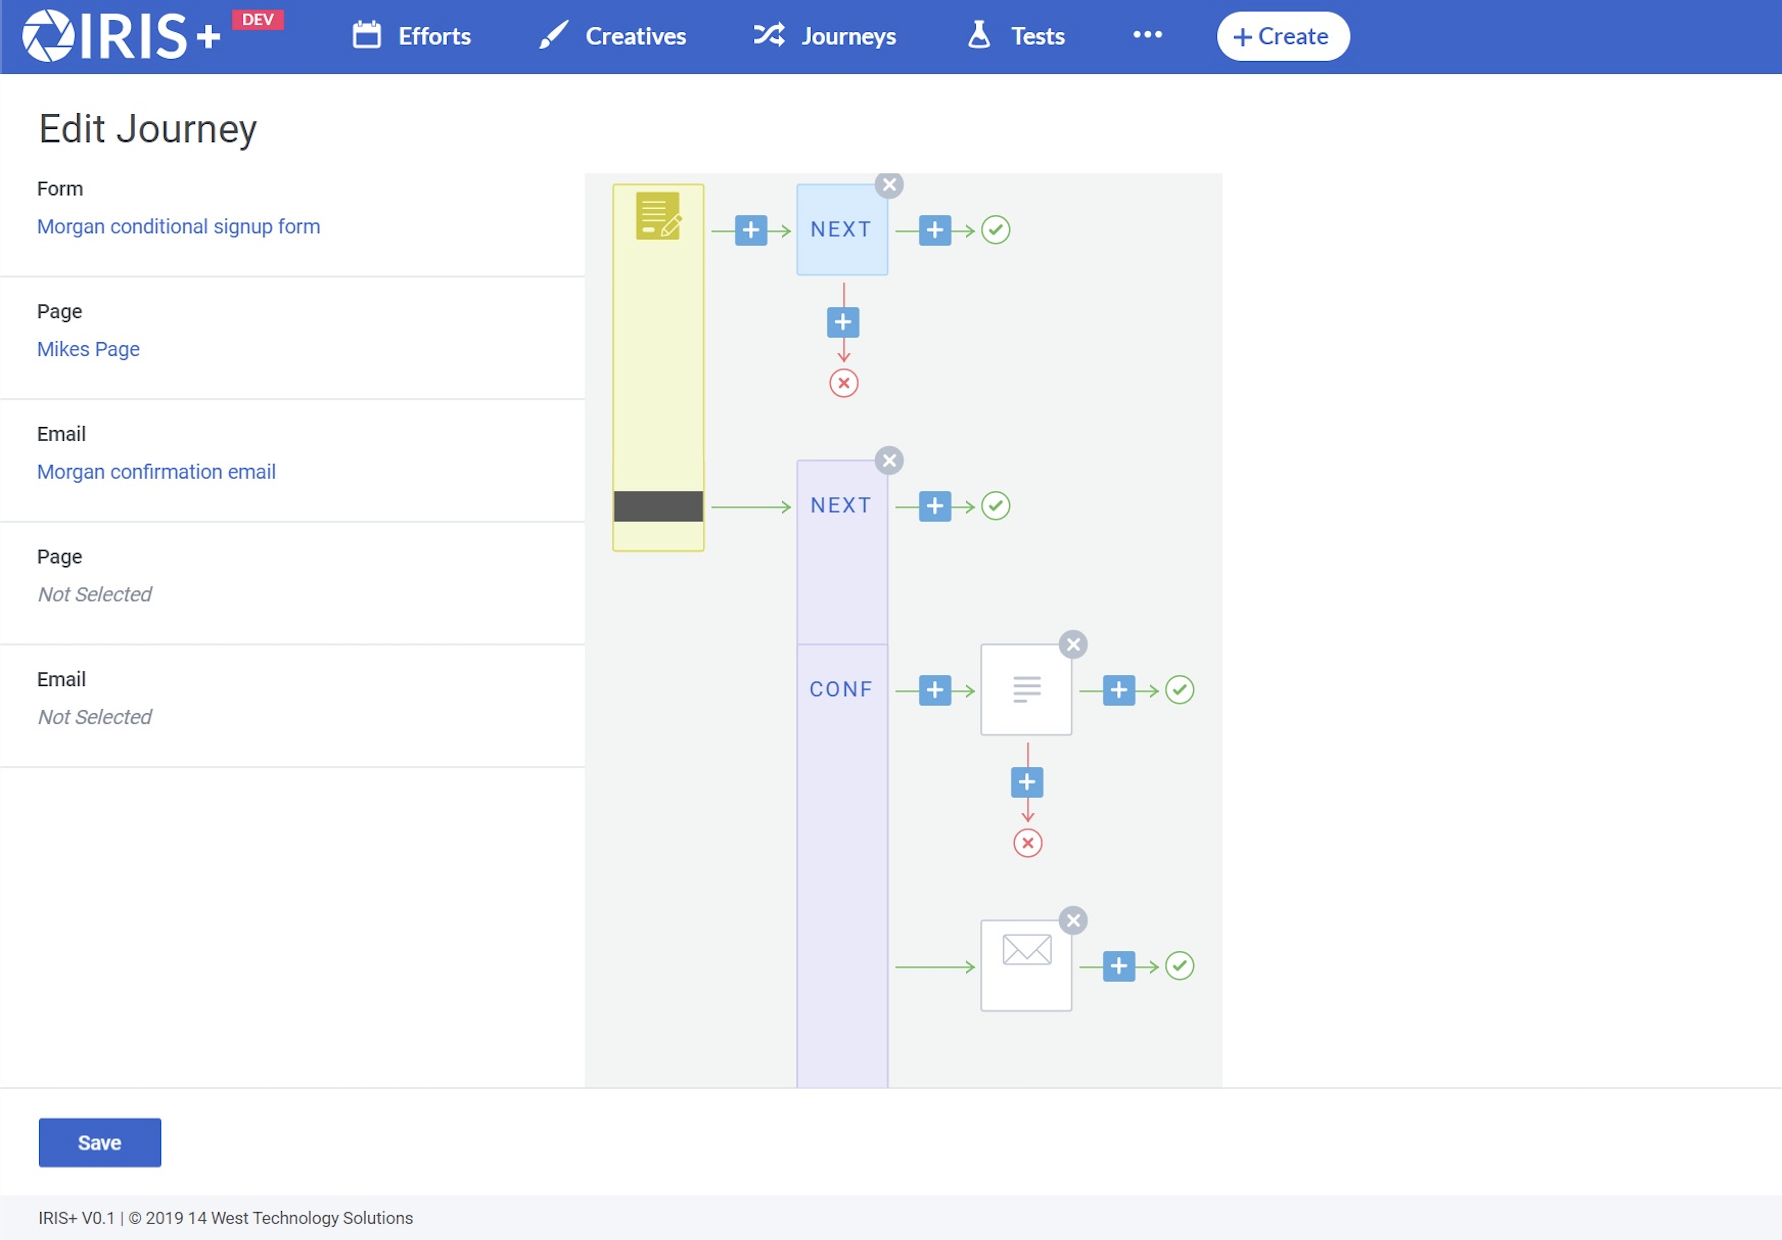 IRIS+ DEV Efforts Creatives Journeys Tests ••• + Create
Edit Journey
Form
Morgan conditional signup form
Page
Mikes Page
Email
Morgan confirmation email
Page
Not Selected
Email
Not Selected
NEXT
NEXT
CONF
Save
IRIS+ V0.1 | © 2019 14 West Technology Solutions